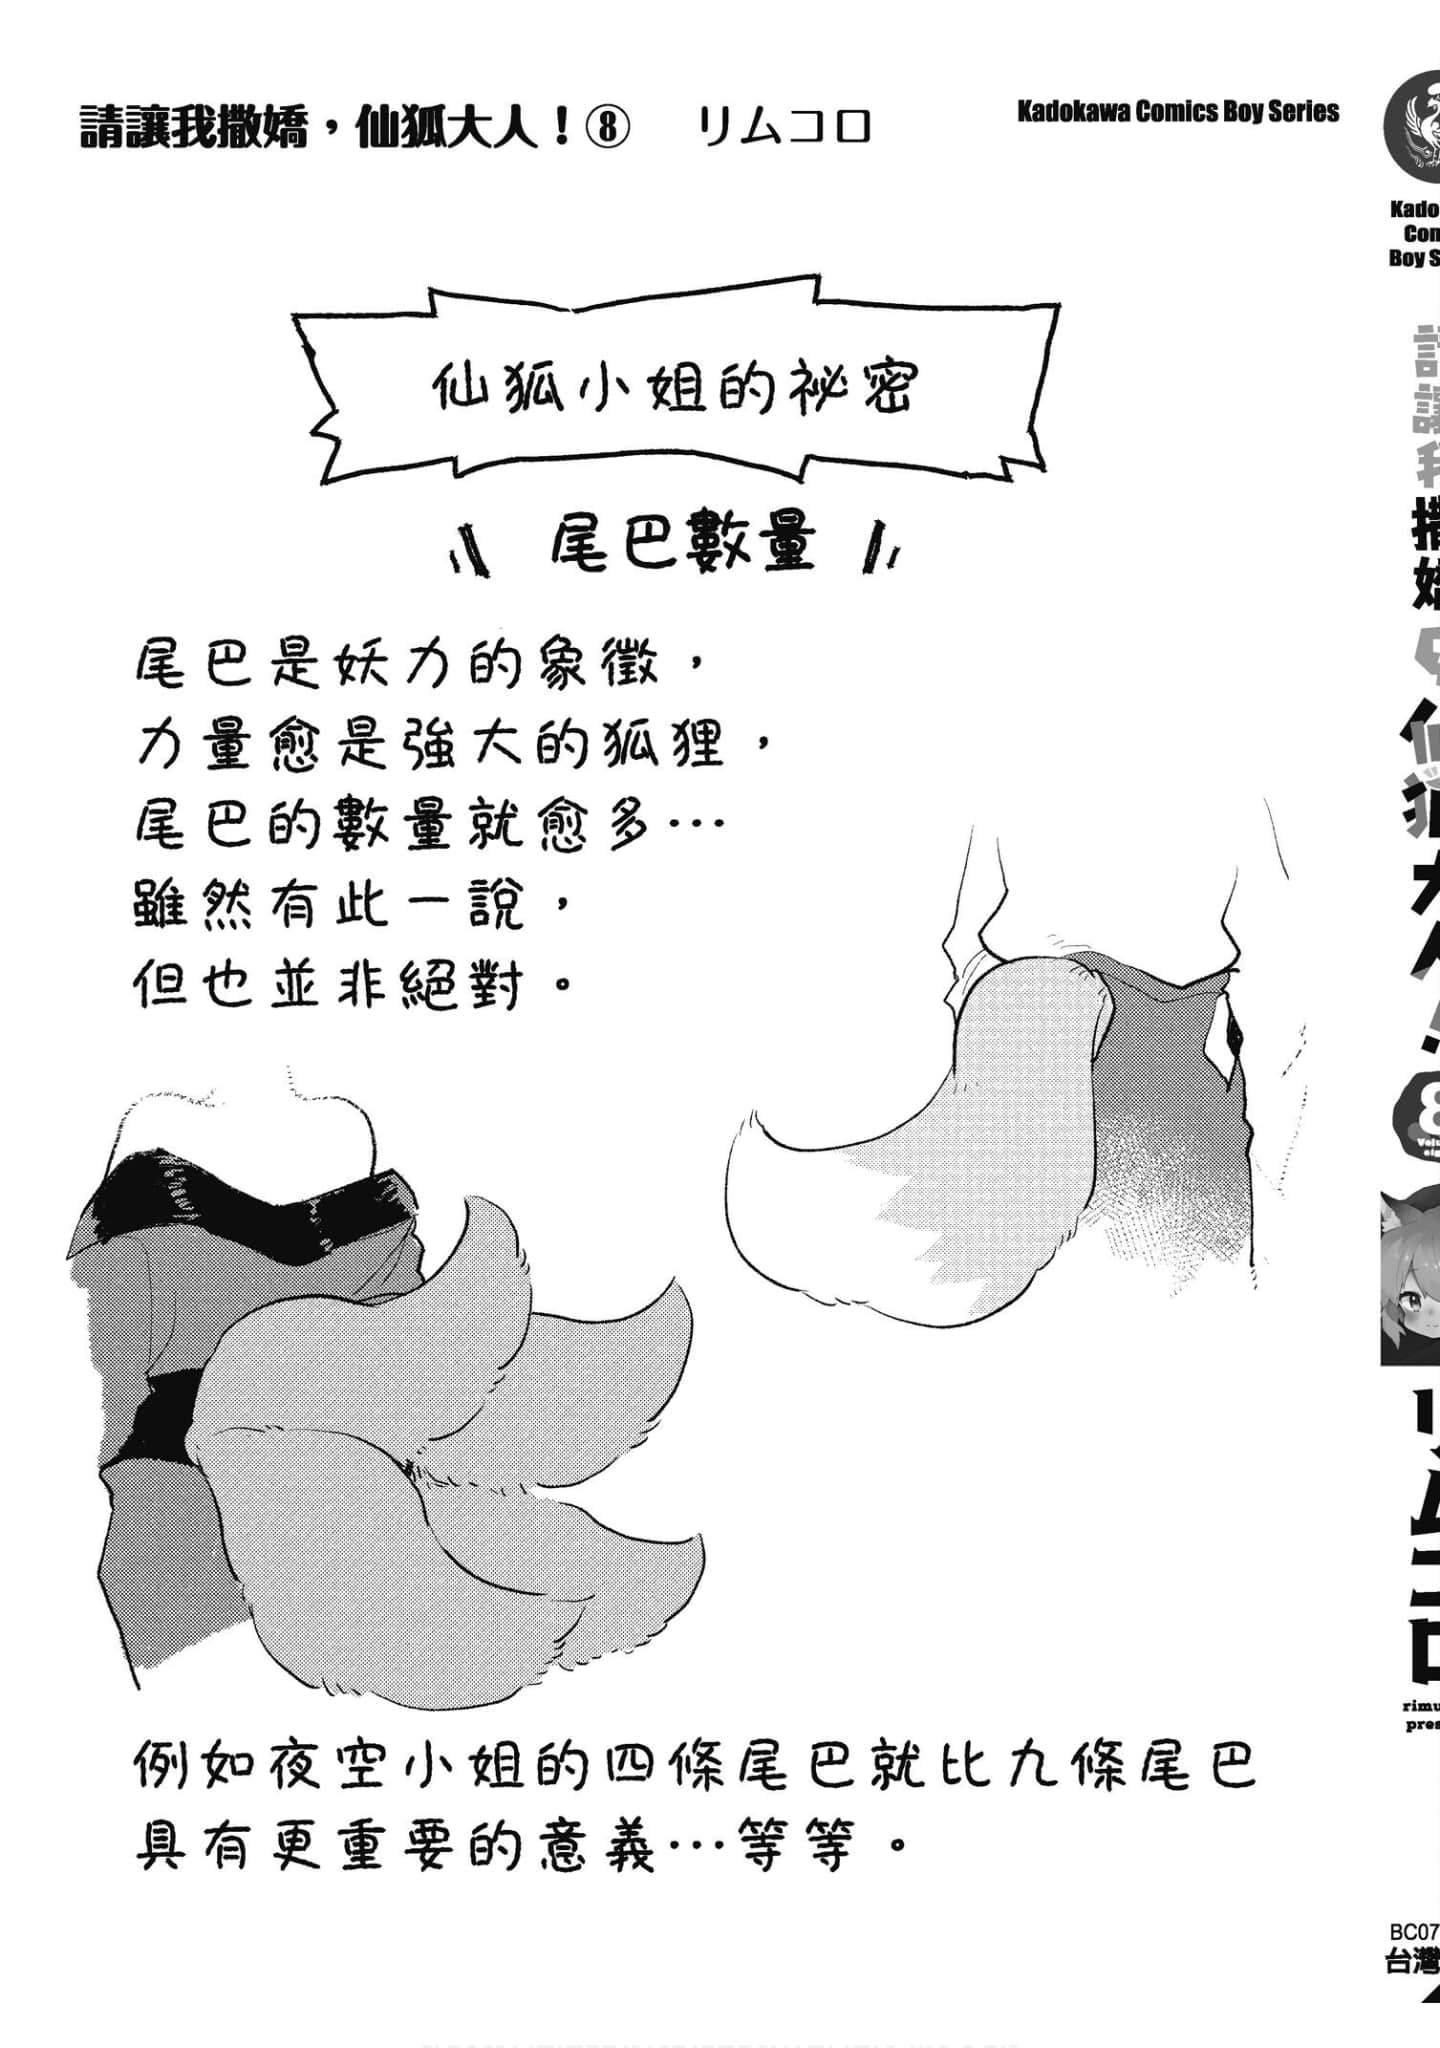 請讓我撒嬌，仙狐大人！⑧ リムコロ
Kadokawa Comics Boy Series
仙狐小姐的祕密
尾巴數量
尾巴是妖力的象徵，
力量愈是強大的狐狸，
尾巴的數量就愈多…
雖然有此一說，
但也並非絕對。
例如夜空小姐的四條尾巴就比九條尾巴
具有更重要的意義…等等。
Boy S
BC07
台灣